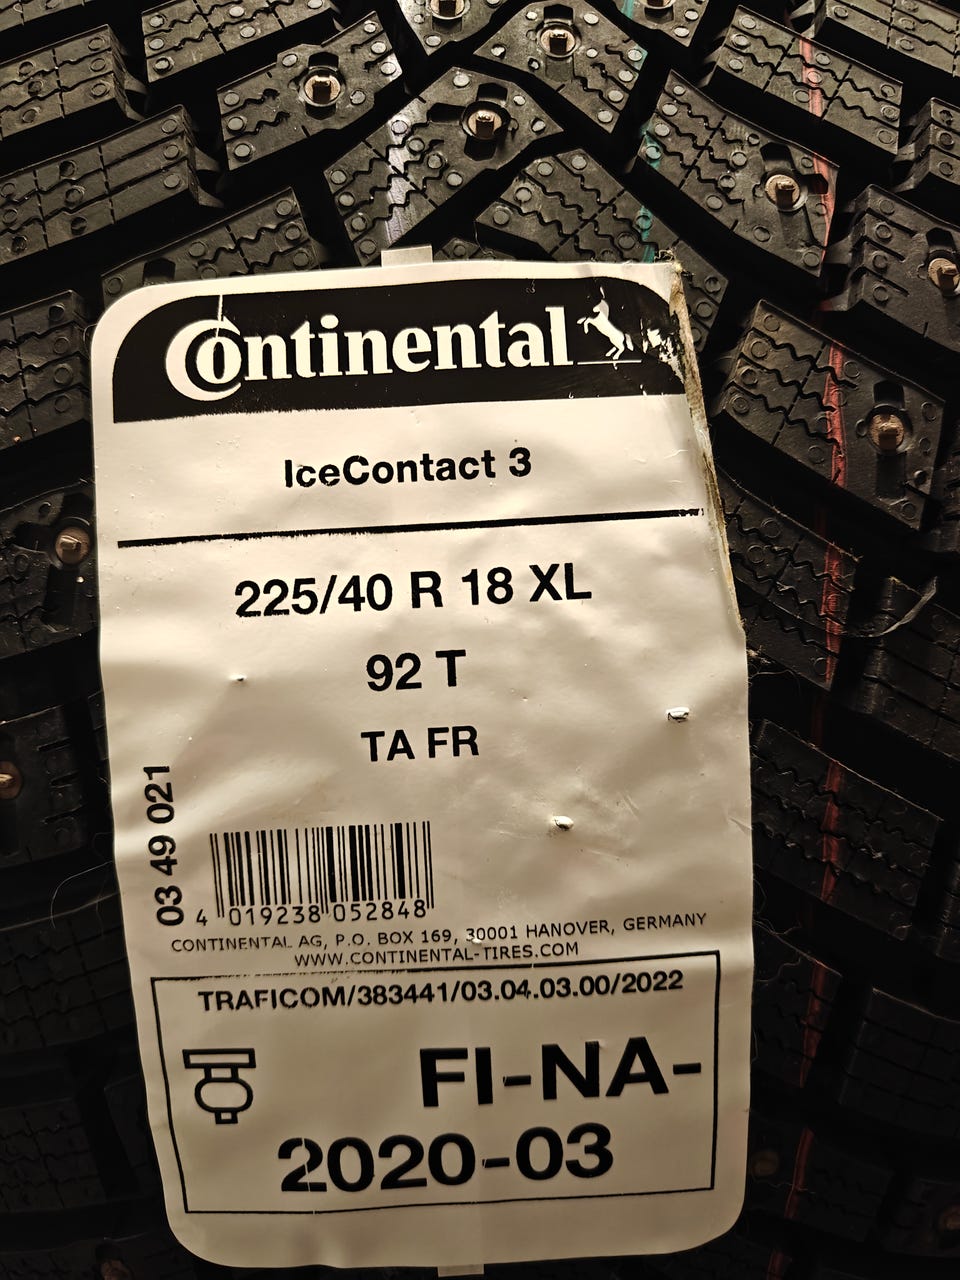 Continental
IceContact 3
225/40 R 18 XL
92 T
TA FR
03 49 021
4 019238 052848
CONTINENTAL AG, P.O. BOX 169, 30001 HANOVER, GERMANY
WWW.CONTINENTAL-TIRES.COM
TRAFICOM/383441/03.04.03.00/2022
FI-NA-
2020-03